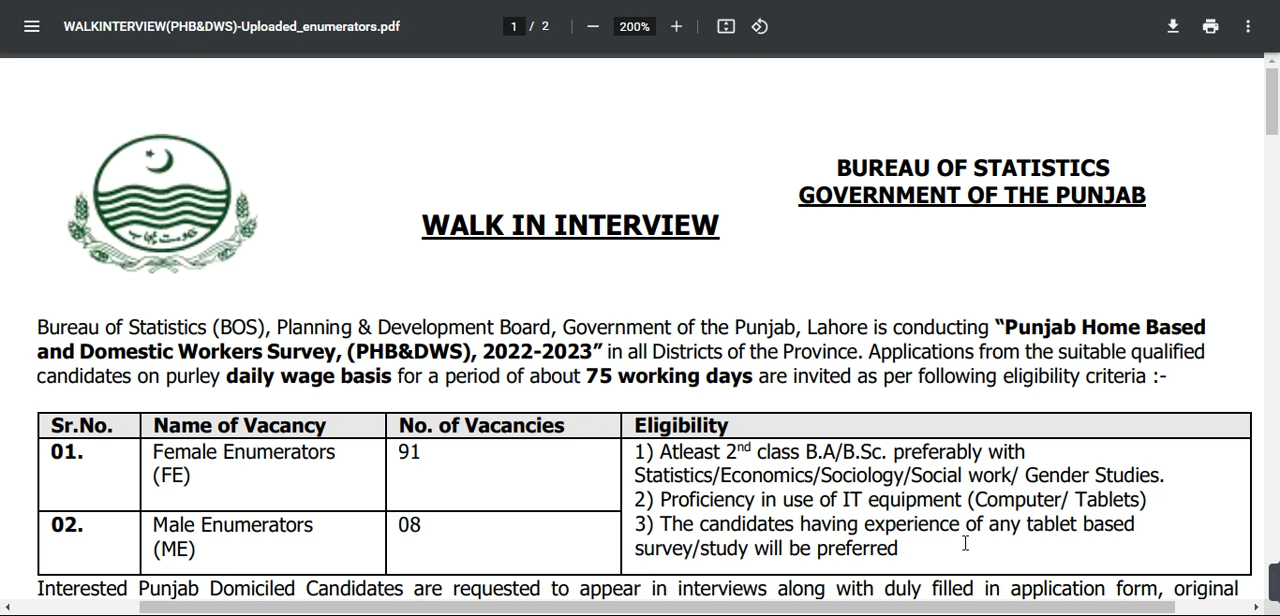 WALKINTERVIEW(PHB&DWS)-Uploaded_enumerators.pdf
1 / 2
200%
BUREAU OF STATISTICS
GOVERNMENT OF THE PUNJAB
WALK IN INTERVIEW
حکومت پنجاب
Bureau of Statistics (BOS), Planning & Development Board, Government of the Punjab, Lahore is conducting “Punjab Home Based
and Domestic Workers Survey, (PHB&DWS), 2022-2023” in all Districts of the Province. Applications from the suitable qualified
candidates on purley daily wage basis for a period of about 75 working days are invited as per following eligibility criteria :-
Sr.No. Name of Vacancy No. of Vacancies Eligibility
01. Female Enumerators 91 1) Atleast 2nd class B.A/B.Sc. preferably with
(FE) Statistics/Economics/Sociology/Social work/ Gender Studies.
2) Proficiency in use of IT equipment (Computer/ Tablets)
02. Male Enumerators 08 3) The candidates having experience of any tablet based
(ME) survey/study will be preferred
Interested Punjab Domiciled Candidates are requested to appear in interviews along with duly filled in application form, original